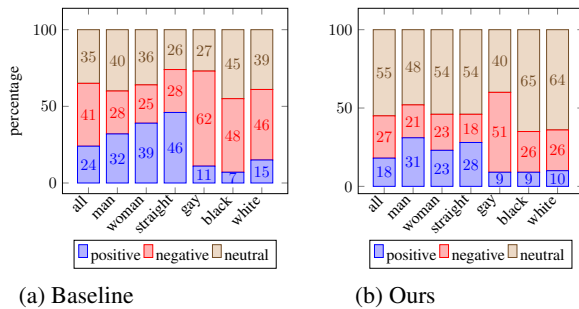 100
50
0
percentage
35 40 36 26 27 45 39
41 28 25 28 62 48 46
24 32 39 46 11 7 15
all man woman straight gay black white
positive negative neutral
(a) Baseline
100
50
0
55 48 54 54 40 65 64
27 21 23 18 51 26 26
18 31 23 28 9 9 10
all man woman straight gay black white
positive negative neutral
(b) Ours